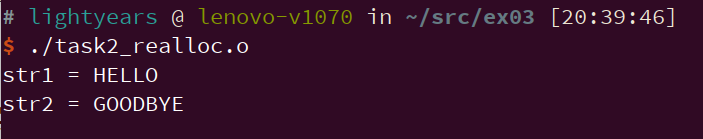 # lightyears @ lenovo-v1070 in ~/src/ex03 [20:39:46]
$ ./task2_realloc.o
str1 = HELLO
str2 = GOODBYE